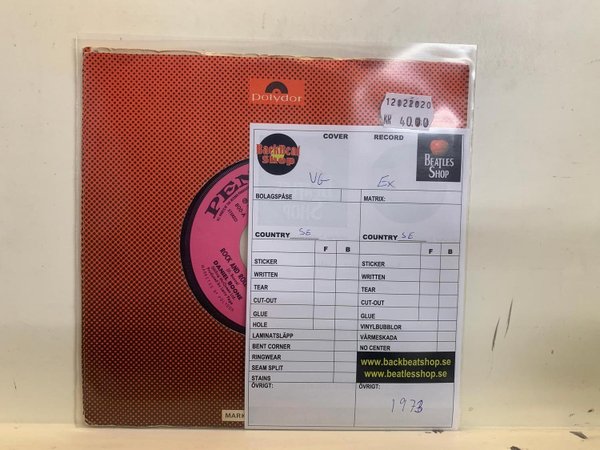 Polydor
12022020
KR 40.00
COVER RECORD
BackBeat
Shop
BEATLES
SHOP
VG Ex
BOLAGSPÅSE MATRIX:
COUNTRY SE COUNTRY SE
F B F B
STICKER STICKER
WRITTEN WRITTEN
TEAR TEAR
CUT-OUT CUT-OUT
GLUE GLUE
HOLE VINYLBUBBLOR
LAMINATSLÄPP VÄRMESKADA
BENT CORNER NO CENTER
RINGWEAR
SEAM SPLIT
STAINS
www.backbeatshop.se
www.beatlesshop.se
ÖVRIGT: ÖVRIGT:
1973
PEN
ROCK AND ROL
DANIEL BOONE
MARK